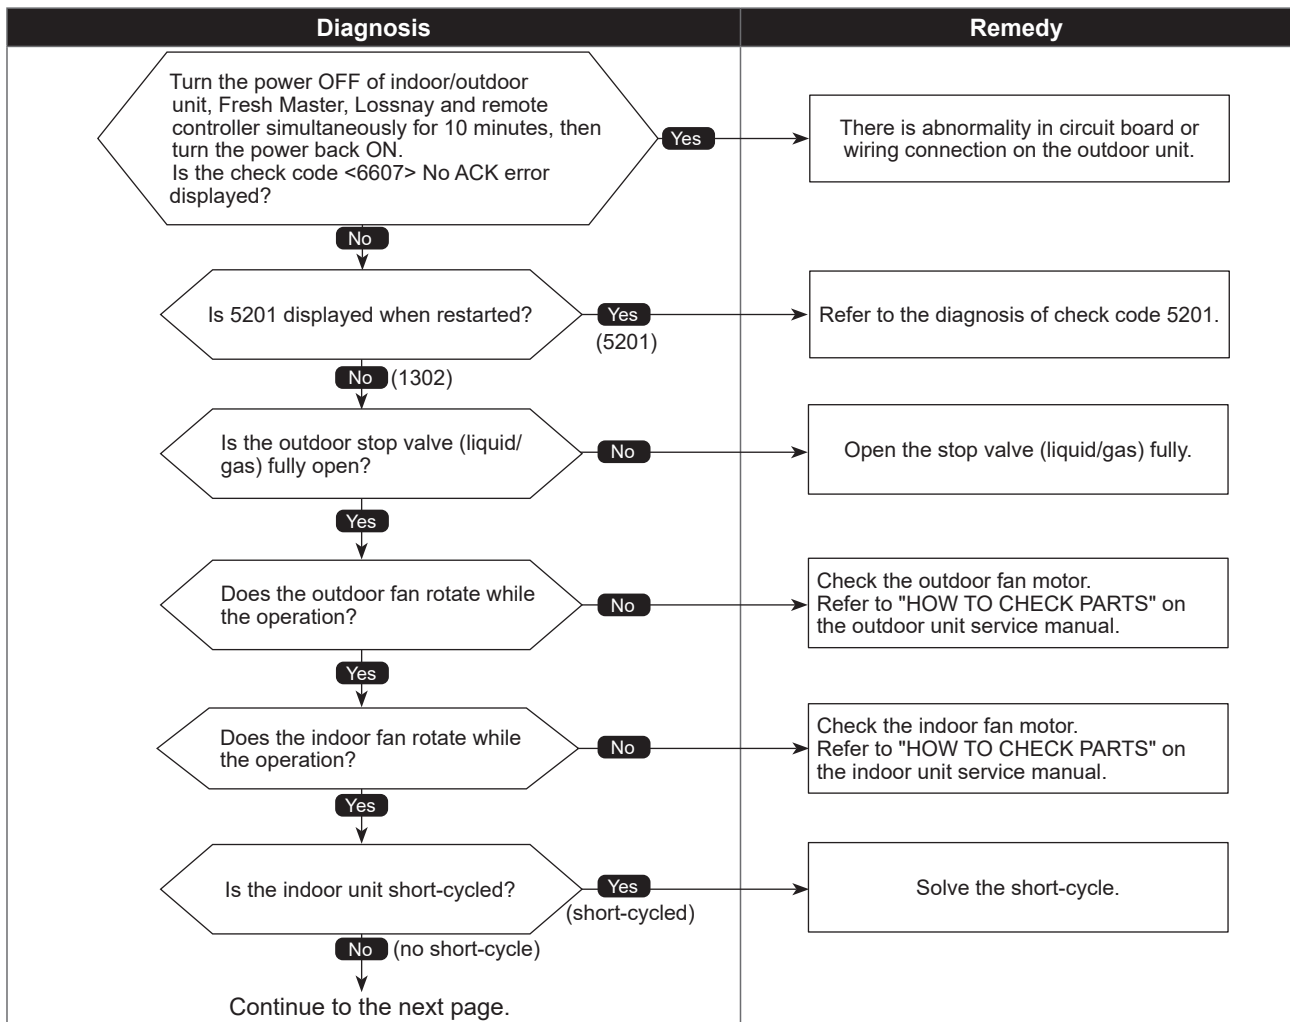 Diagnosis
Remedy
Turn the power OFF of indoor/outdoor
unit, Fresh Master, Lossnay and remote
controller simultaneously for 10 minutes, then
turn the power back ON.
Is the check code <6607> No ACK error
displayed?
Yes
There is abnormality in circuit board or
wiring connection on the outdoor unit.
No
Is 5201 displayed when restarted?
Yes
(5201)
Refer to the diagnosis of check code 5201.
No (1302)
Is the outdoor stop valve (liquid/
gas) fully open?
No
Open the stop valve (liquid/gas) fully.
Yes
Does the outdoor fan rotate while
the operation?
No
Check the outdoor fan motor.
Refer to "HOW TO CHECK PARTS" on
the outdoor unit service manual.
Yes
Does the indoor fan rotate while
the operation?
No
Check the indoor fan motor.
Refer to "HOW TO CHECK PARTS" on
the indoor unit service manual.
Yes
Is the indoor unit short-cycled?
Yes
(short-cycled)
Solve the short-cycle.
No (no short-cycle)
Continue to the next page.